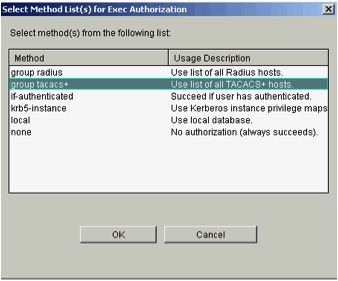 Select Method List(s) for Exec Authorization
Select method(s) from the following list:
Method Usage Description
group radius Use list of all Radius hosts.
group tacacs+ Use list of all TACACS+ hosts.
if-authenticated Succeed if user has authenticated.
krb5-instance Use Kerberos instance privilege maps
local Use local database.
none No authorization (always succeeds).
OK Cancel